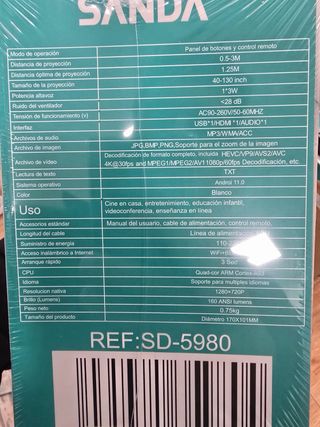 SANDA
Modo de operación Panel de botones y control remoto
Distancia de proyección 0.5-3M
Distancia óptima de proyección 1.25M
Tamaño de la proyección 40-130 inch
Potencia altavoz 1*3W
Ruido del ventilador <28 dB
Tensión de funcionamiento (v) AC90-260V/50-60MHZ
Interfaz USB*1/HDMI *1/AUDIO*1
Archivos de audio MP3/WMA/ACC
Archivo de imagen JPG,BMP,PNG,Soporte para el zoom de la imagen
Archivo de vídeo Decodificación de formato completo, incluida HEVC/VP9/AVS2/AVC
4K@30fps and MPEG1/MPEG2/AV11080p/60fps Decodificación, etc.
Lectura de texto TXT
Sistema operativo Androi 11.0
Color Blanco
Uso Cine en casa, entretenimiento, educación infantil,
videoconferencia, enseñanza en línea
Accesorios estándar Manual del usuario, cable de alimentación, control remoto.
Longitud del cable Línea de alimentación
Suministro de energía 110-
Acceso inalámbrico a Internet WiFi
Arranque rápido 3 Seg
CPU Quad-cor ARM Cortex
Idioma Soporte para multiples idiomas
Resolucion nativa 1280*720P
Brillo (Lumens) 160 ANSI lumens
Peso neto 0.75kg
Tamaño del producto Diámetro 170X101MM
REF:SD-5980